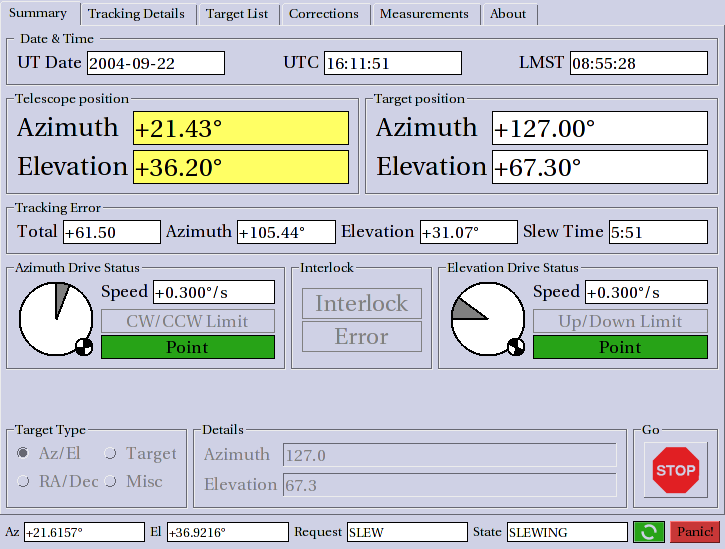 Summary Tracking Details Target List Corrections Measurements About
Date & Time
UT Date 2004-09-22 UTC 16:11:51 LMST 08:55:28
Telescope position Target position
Azimuth +21.43° Azimuth +127.00°
Elevation +36.20° Elevation +67.30°
Tracking Error
Total +61.50 Azimuth +105.44° Elevation +31.07° Slew Time 5:51
Azimuth Drive Status Interlock Elevation Drive Status
Speed +0.300°/s Interlock Speed +0.300°/s
CW/CCW Limit Error Up/Down Limit
Point Point
Target Type Details Go
Az/El Target Azimuth 127.0 STOP
RA/Dec Misc Elevation 67.3
Az +21.6157° El +36.9216° Request SLEW State SLEWING Panic!